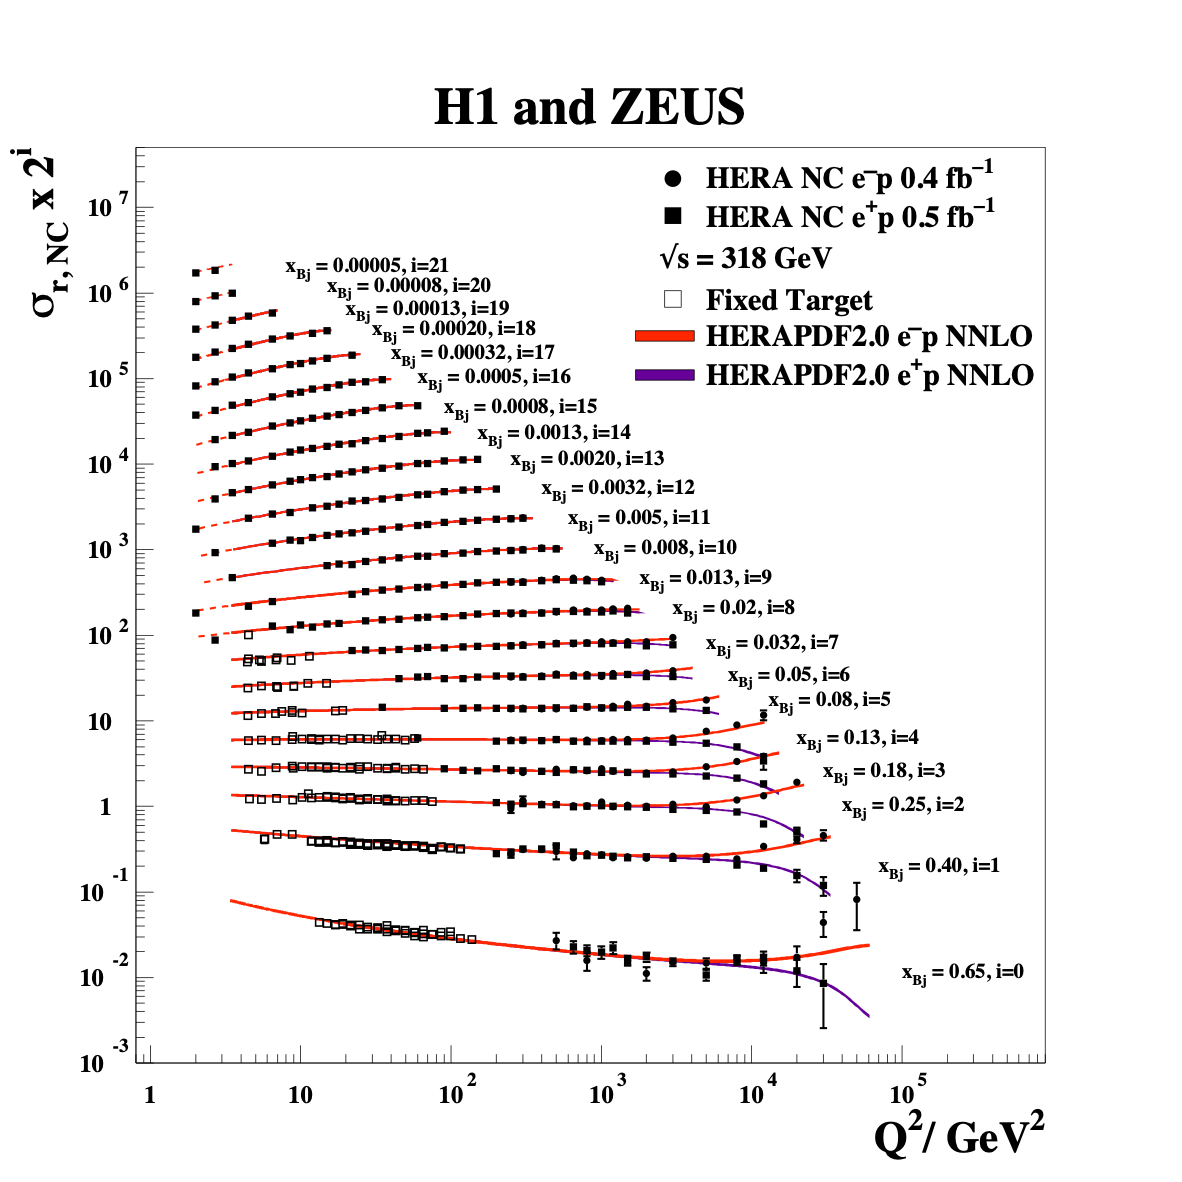 H1 and ZEUS
σr, NC x 2^i
HERA NC e⁻p 0.4 fb⁻¹
HERA NC e⁺p 0.5 fb⁻¹
√s = 318 GeV
Fixed Target
HERAPDF2.0 e⁻p NNLO
HERAPDF2.0 e⁺p NNLO
xBj = 0.00005, i=21
xBj = 0.00008, i=20
xBj = 0.00013, i=19
xBj = 0.00020, i=18
xBj = 0.00032, i=17
xBj = 0.0005, i=16
xBj = 0.0008, i=15
xBj = 0.0013, i=14
xBj = 0.0020, i=13
xBj = 0.0032, i=12
xBj = 0.005, i=11
xBj = 0.008, i=10
xBj = 0.013, i=9
xBj = 0.02, i=8
xBj = 0.032, i=7
xBj = 0.05, i=6
xBj = 0.08, i=5
xBj = 0.13, i=4
xBj = 0.18, i=3
xBj = 0.25, i=2
xBj = 0.40, i=1
xBj = 0.65, i=0
10⁷
10⁶
10⁵
10⁴
10³
10²
10
1
10⁻¹
10⁻²
10⁻³
1
10
10²
10³
10⁴
10⁵
Q²/ GeV²